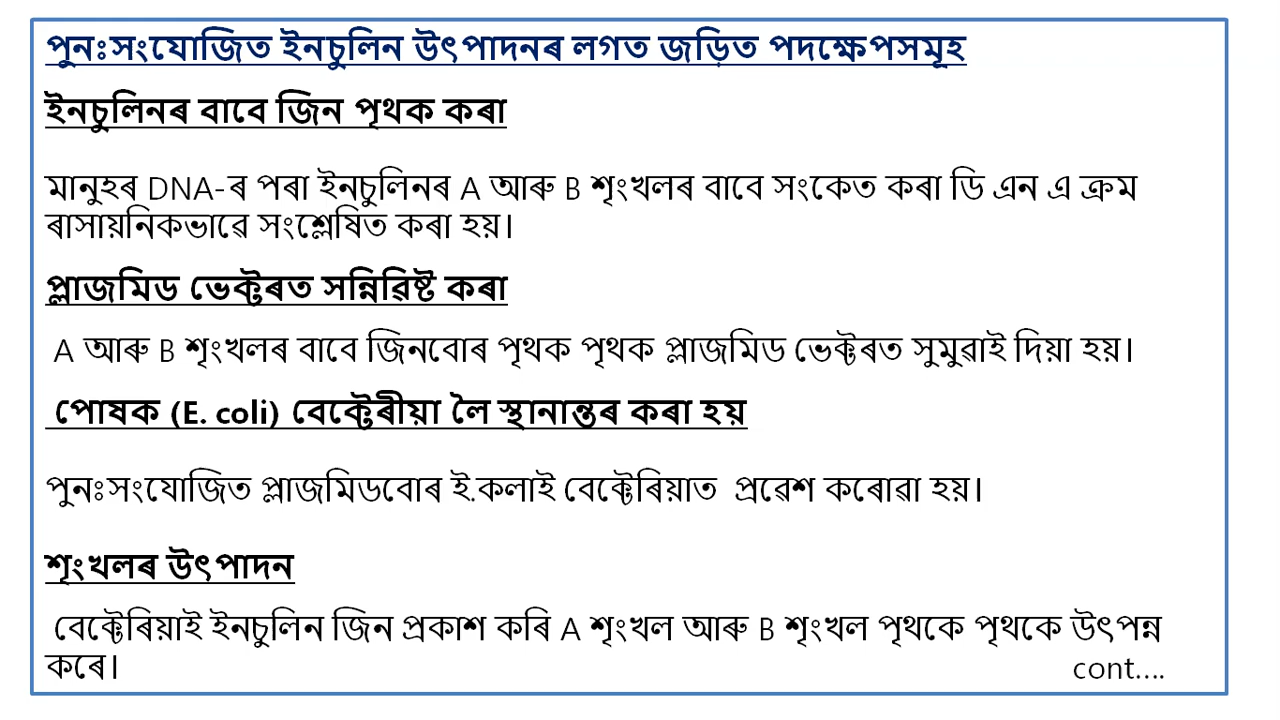 পুনঃসংযোজিত ইনচুলিন উৎপাদনৰ লগত জড়িত পদক্ষেপসমূহ
ইনচুলিনৰ বাবে জিন পৃথক কৰা
মানুহৰ DNA-ৰ পৰা ইনচুলিনৰ A আৰু B শৃংখলৰ বাবে সংকেত কৰা ডি এন এ ক্ৰম
ৰাসায়নিকভাৱে সংশ্লেষিত কৰা হয়।
প্লাজমিড ভেক্টৰত সন্নিৱিষ্ট কৰা
A আৰু B শৃংখলৰ বাবে জিনবোৰ পৃথক পৃথক প্লাজমিড ভেক্টৰত সুমুৱাই দিয়া হয়।
পোষক (E. coli) বেক্টেৰীয়া লৈ স্থানান্তৰ কৰা হয়
পুনঃসংযোজিত প্লাজমিডবোৰ ই.কলাই বেক্টেৰিয়াত প্ৰৱেশ কৰোৱা হয়।
শৃংখলৰ উৎপাদন
বেক্টেৰিয়াই ইনচুলিন জিন প্ৰকাশ কৰি A শৃংখল আৰু B শৃংখল পৃথকে পৃথকে উৎপন্ন
কৰে। cont....